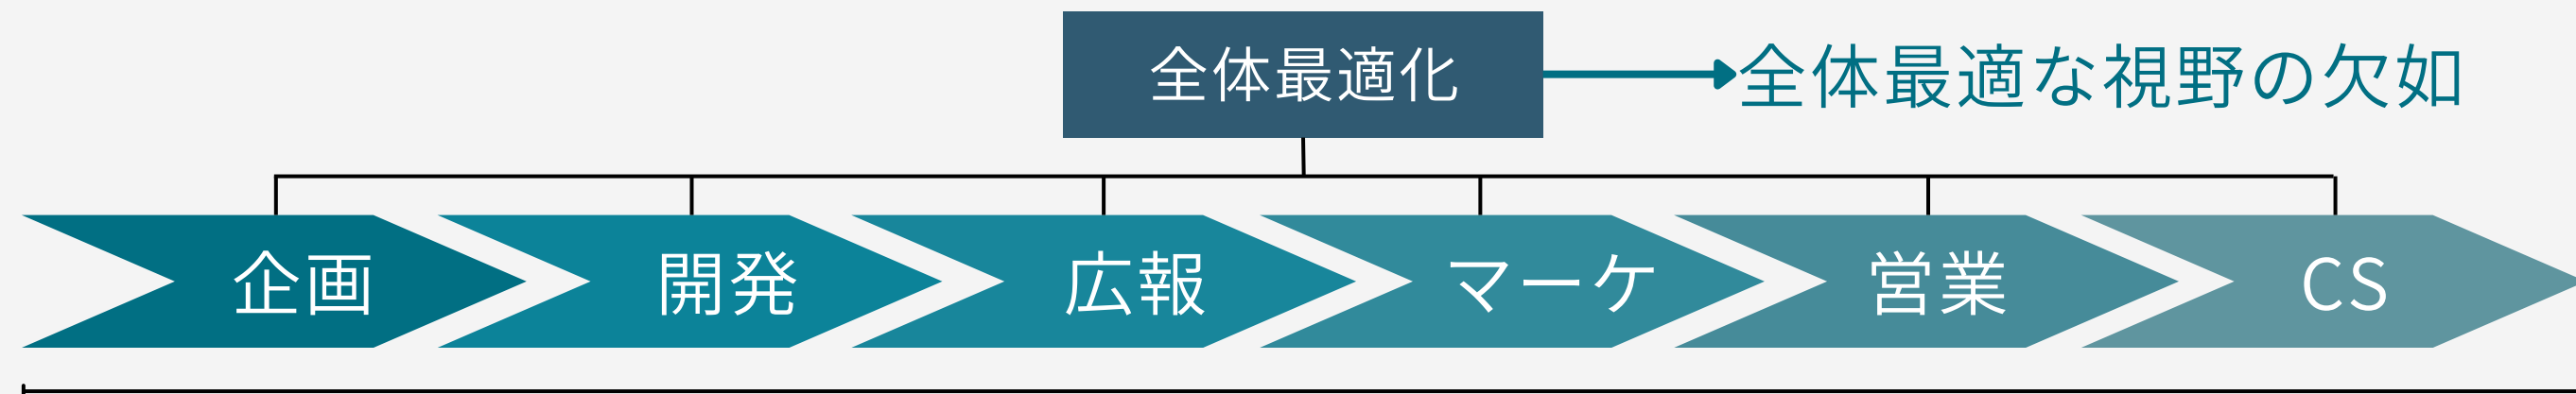 全体最適化
全体最適な視野の欠如
企画
開発
広報
マーケ
営業
CS